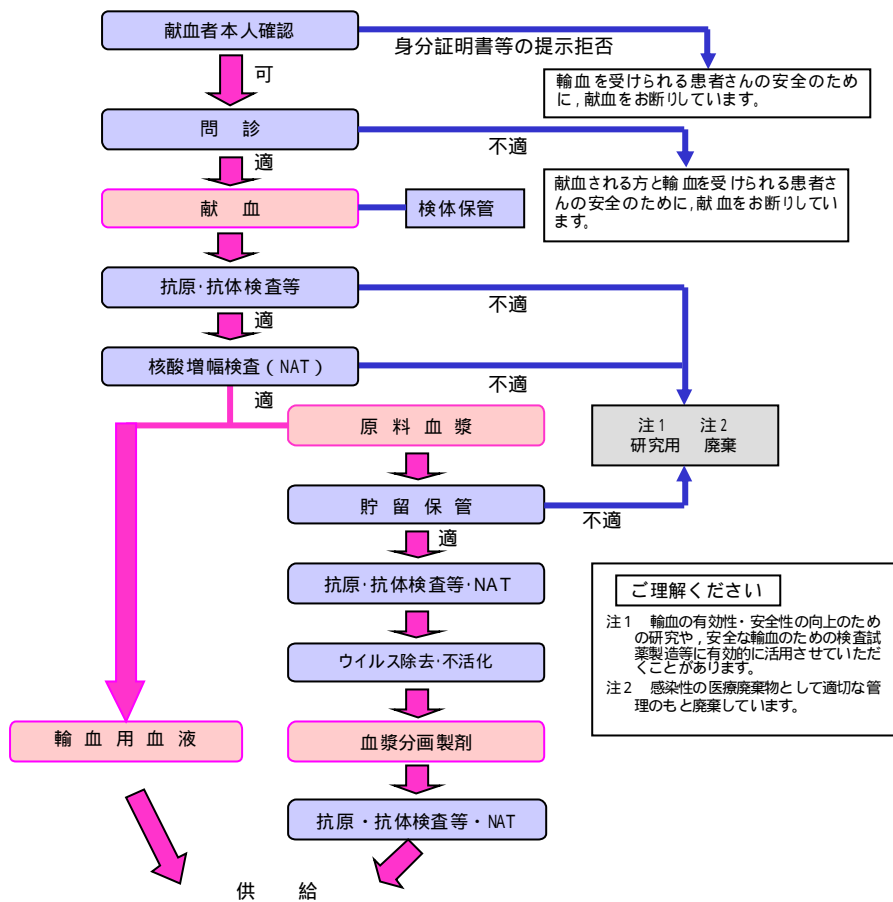 献血者本人確認
身分証明書等の提示拒否
可
輸血を受けられる患者さんの安全のため
に,献血をお断りしています。
問 診
不適
適
献血される方と輸血を受けられる患者さ
んの安全のために,献血をお断りしてい
ます。
献 血
検体保管
抗原・抗体検査等
不適
適
核酸増幅検査(NAT)
不適
適
原 料 血 漿
注1 注2
研究用 廃棄
貯 留 保 管
不適
適
抗原・抗体検査等・NAT
ご理解ください
注1 輸血の有効性・安全性の向上のため
の研究や,安全な輸血のための検査試
薬製造等に有効的に活用させていただ
くことがあります。
注2 感染性の医療廃棄物として適切な管
理のもと廃棄しています。
ウイルス除去・不活化
輸 血 用 血 液
血漿分画製剤
抗原・抗体検査等・NAT
供 給